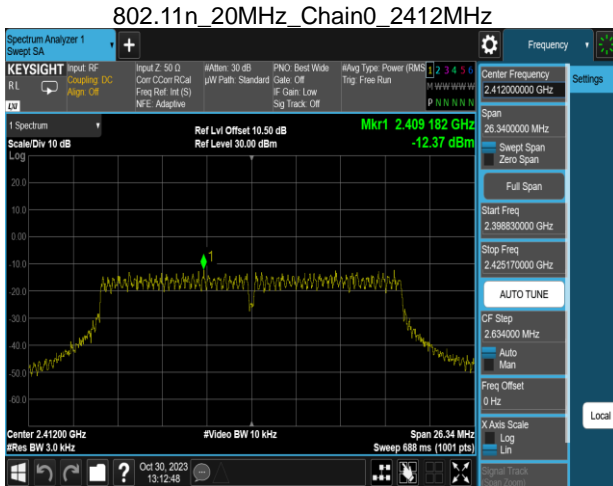 802.11n_20MHz_Chain0_2412MHz
Spectrum Analyzer 1
Swept SA
Frequency
KEYSIGHT
RL
LXI
Input: RF
Coupling: DC
Align: Off
Input Z: 50 Ω
Corr CCorr RCal
Freq Ref: Int (S)
NFE: Adaptive
#Atten: 30 dB
µW Path: Standard
PNO: Best Wide
Gate: Off
IF Gain: Low
Sig Track: Off
#Avg Type: Power (RMS
Trig: Free Run
1 2 3 4 5 6
M W W W W W
P N N N N N
1 Spectrum
Scale/Div 10 dB
Ref Lvl Offset 10.50 dB
Ref Level 30.00 dBm
Mkr1 2.409 182 GHz
-12.37 dBm
Log
20.0
10.0
0.00
-10.0
-20.0
-30.0
-40.0
-50.0
-60.0
1
Center 2.41200 GHz
#Res BW 3.0 kHz
#Video BW 10 kHz
Span 26.34 MHz
Sweep 688 ms (1001 pts)
Oct 30, 2023
13:12:48
Center Frequency
2.412000000 GHz
Span
26.3400000 MHz
Swept Span
Zero Span
Full Span
Start Freq
2.398830000 GHz
Stop Freq
2.425170000 GHz
AUTO TUNE
CF Step
2.634000 MHz
Auto
Man
Freq Offset
0 Hz
X Axis Scale
Log
Lin
Signal Track
(Span Zoom)
Settings
Local